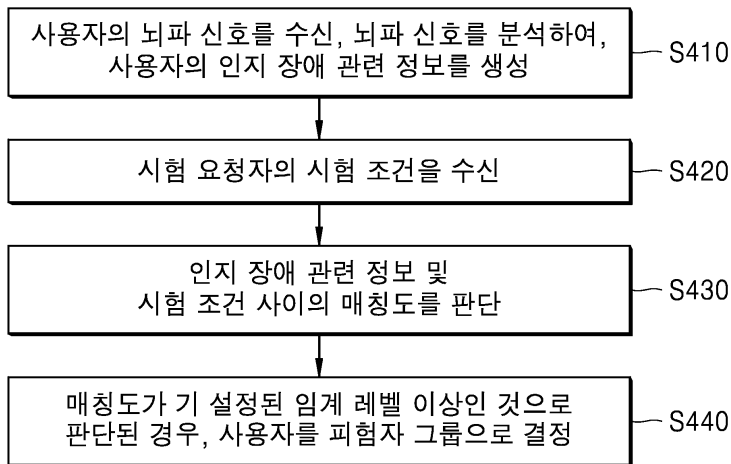 사용자의 뇌파 신호를 수신, 뇌파 신호를 분석하여,
사용자의 인지 장애 관련 정보를 생성
S410
시험 요청자의 시험 조건을 수신
S420
인지 장애 관련 정보 및
시험 조건 사이의 매칭도를 판단
S430
매칭도가 기 설정된 임계 레벨 이상인 것으로
판단된 경우, 사용자를 피험자 그룹으로 결정
S440